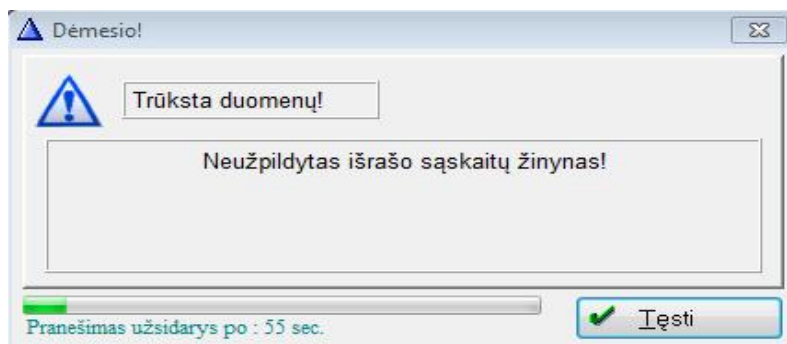 Dėmesio!
Trūksta duomenų!
Neužpildytas išrašo sąskaitų žinynas!
Pranešimas užsidarys po : 55 sec.
Tęsti